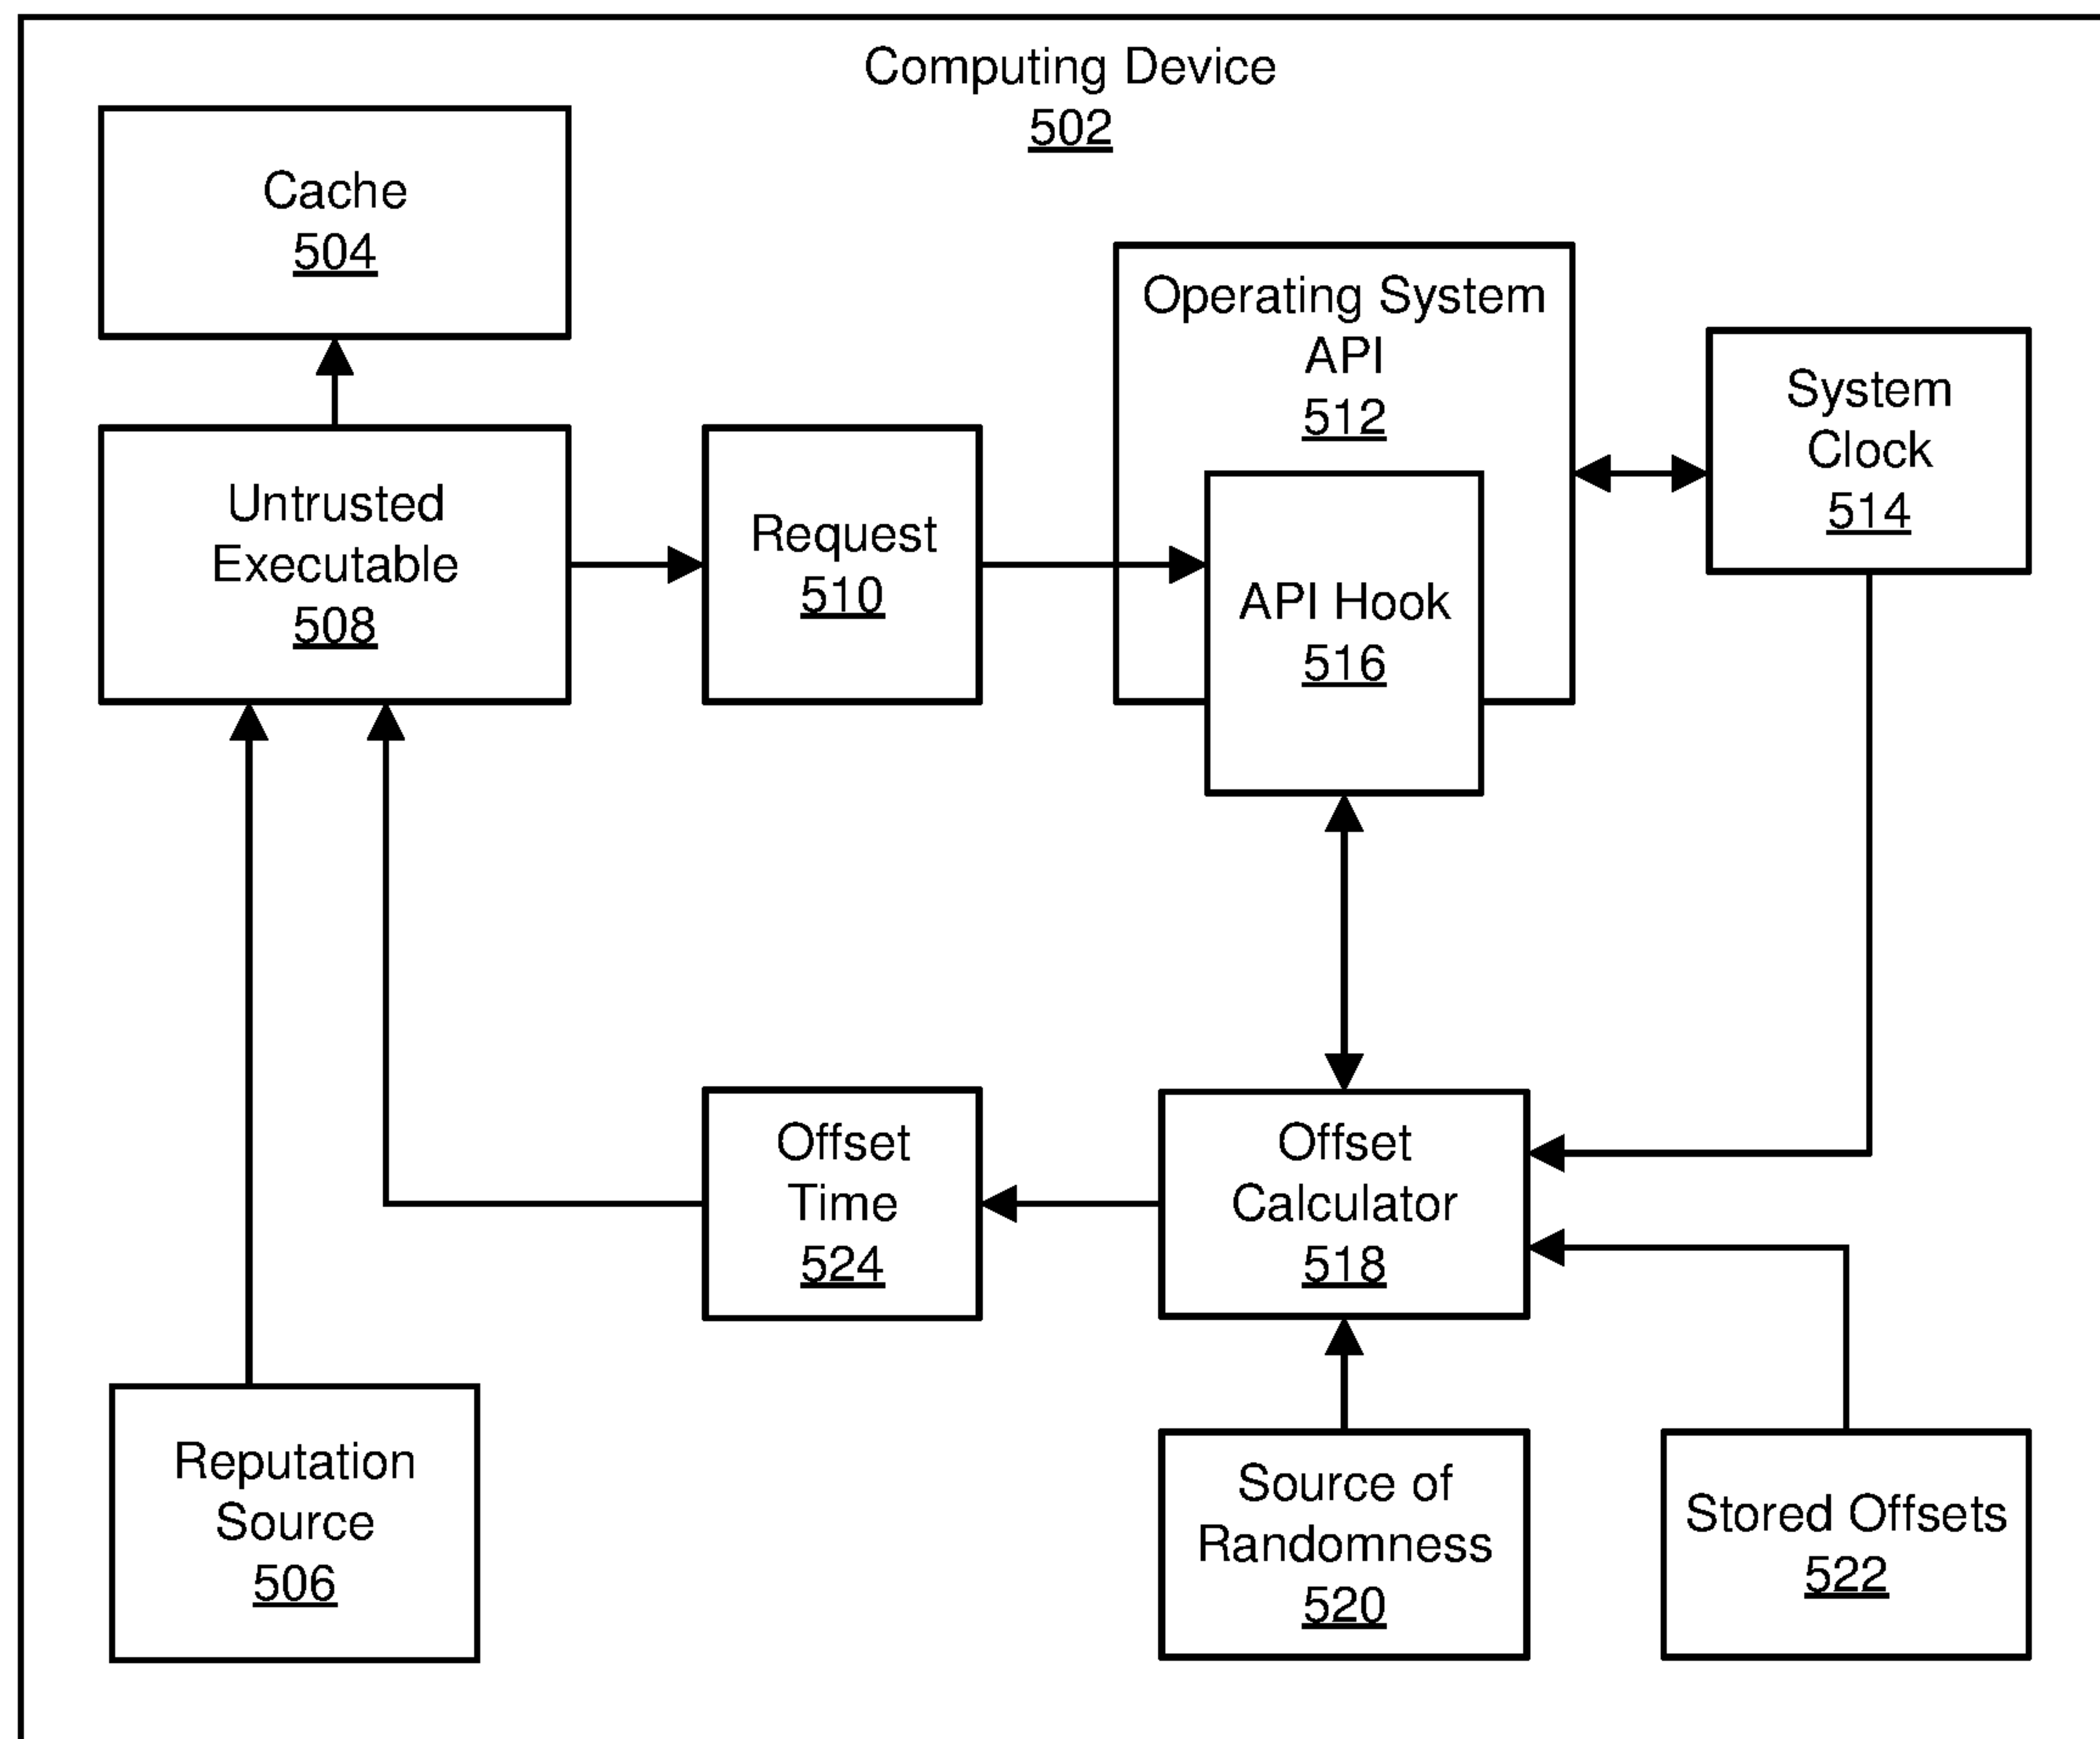 Computing Device
502
Cache
504
Operating System
API
512
System
Clock
514
Untrusted
Executable
508
Request
510
API Hook
516
Offset
Time
524
Offset
Calculator
518
Reputation
Source
506
Source of
Randomness
520
Stored Offsets
522